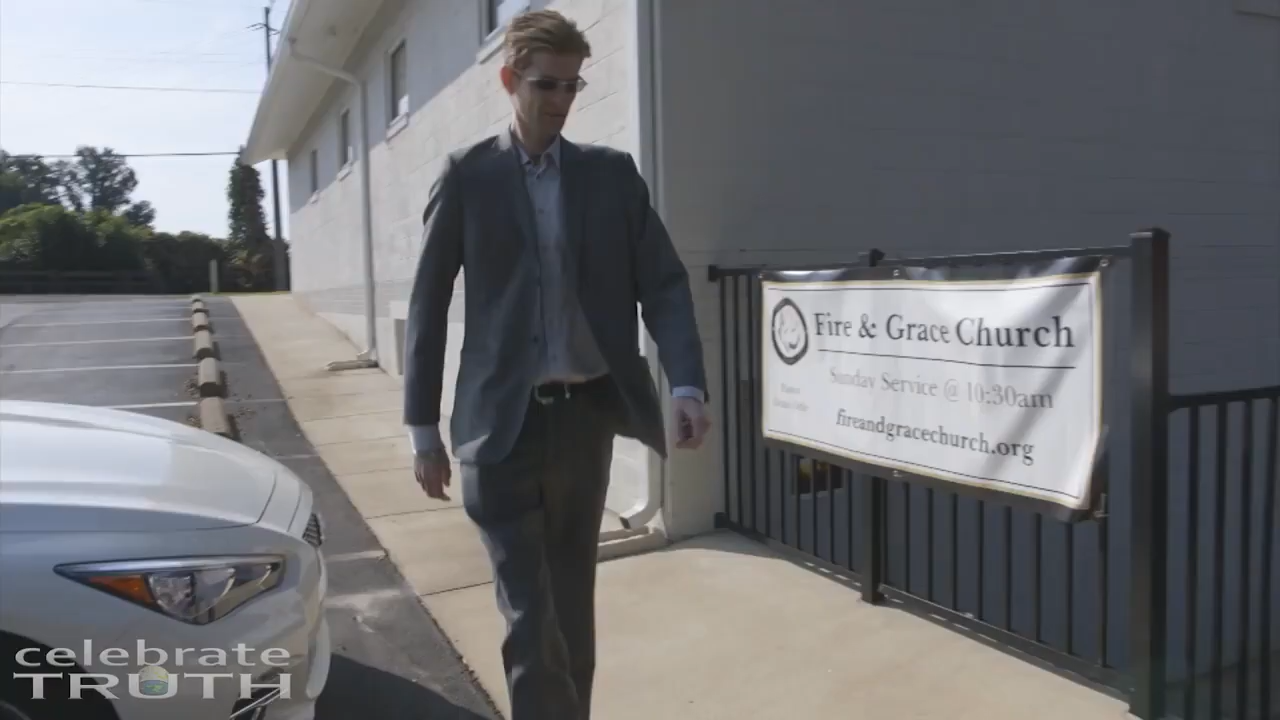 Fire & Grace Church
Sunday Service @ 10:30am
fireandgracechurch.org
celebrate
TRUTH